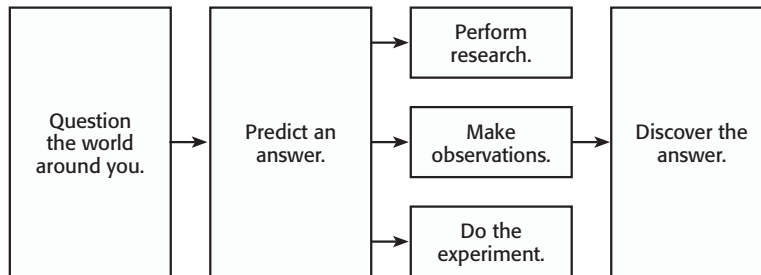 Question
the world
around you.
Predict an
answer.
Perform
research.
Make
observations.
Do the
experiment.
Discover the
answer.